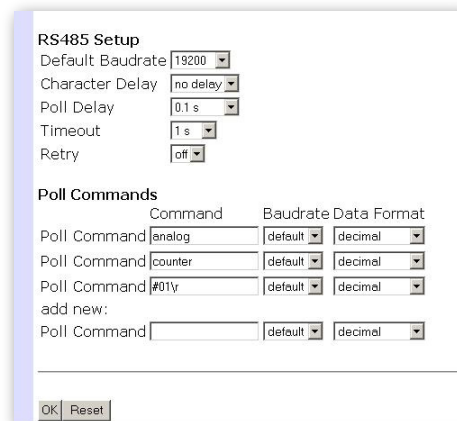 RS485 Setup
Default Baudrate 19200
Character Delay no delay
Poll Delay 0.1 s
Timeout 1 s
Retry off
Poll Commands
Command Baudrate Data Format
Poll Command analog default decimal
Poll Command counter default decimal
Poll Command #01\r default decimal
add new:
Poll Command default decimal
OK Reset